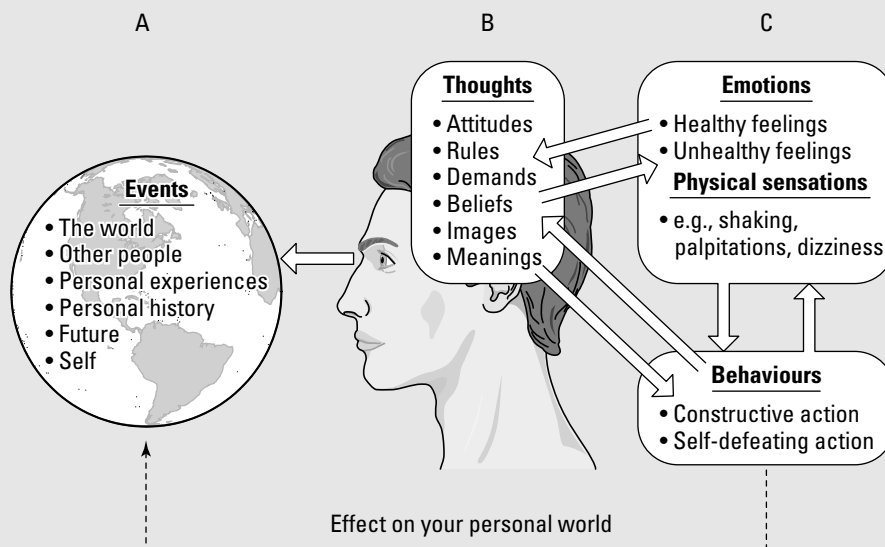 A
B
C
Events
• The world
• Other people
• Personal experiences
• Personal history
• Future
• Self
Thoughts
• Attitudes
• Rules
• Demands
• Beliefs
• Images
• Meanings
Emotions
• Healthy feelings
• Unhealthy feelings
Physical sensations
• e.g., shaking,
palpitations, dizziness
Behaviours
• Constructive action
• Self-defeating action
Effect on your personal world